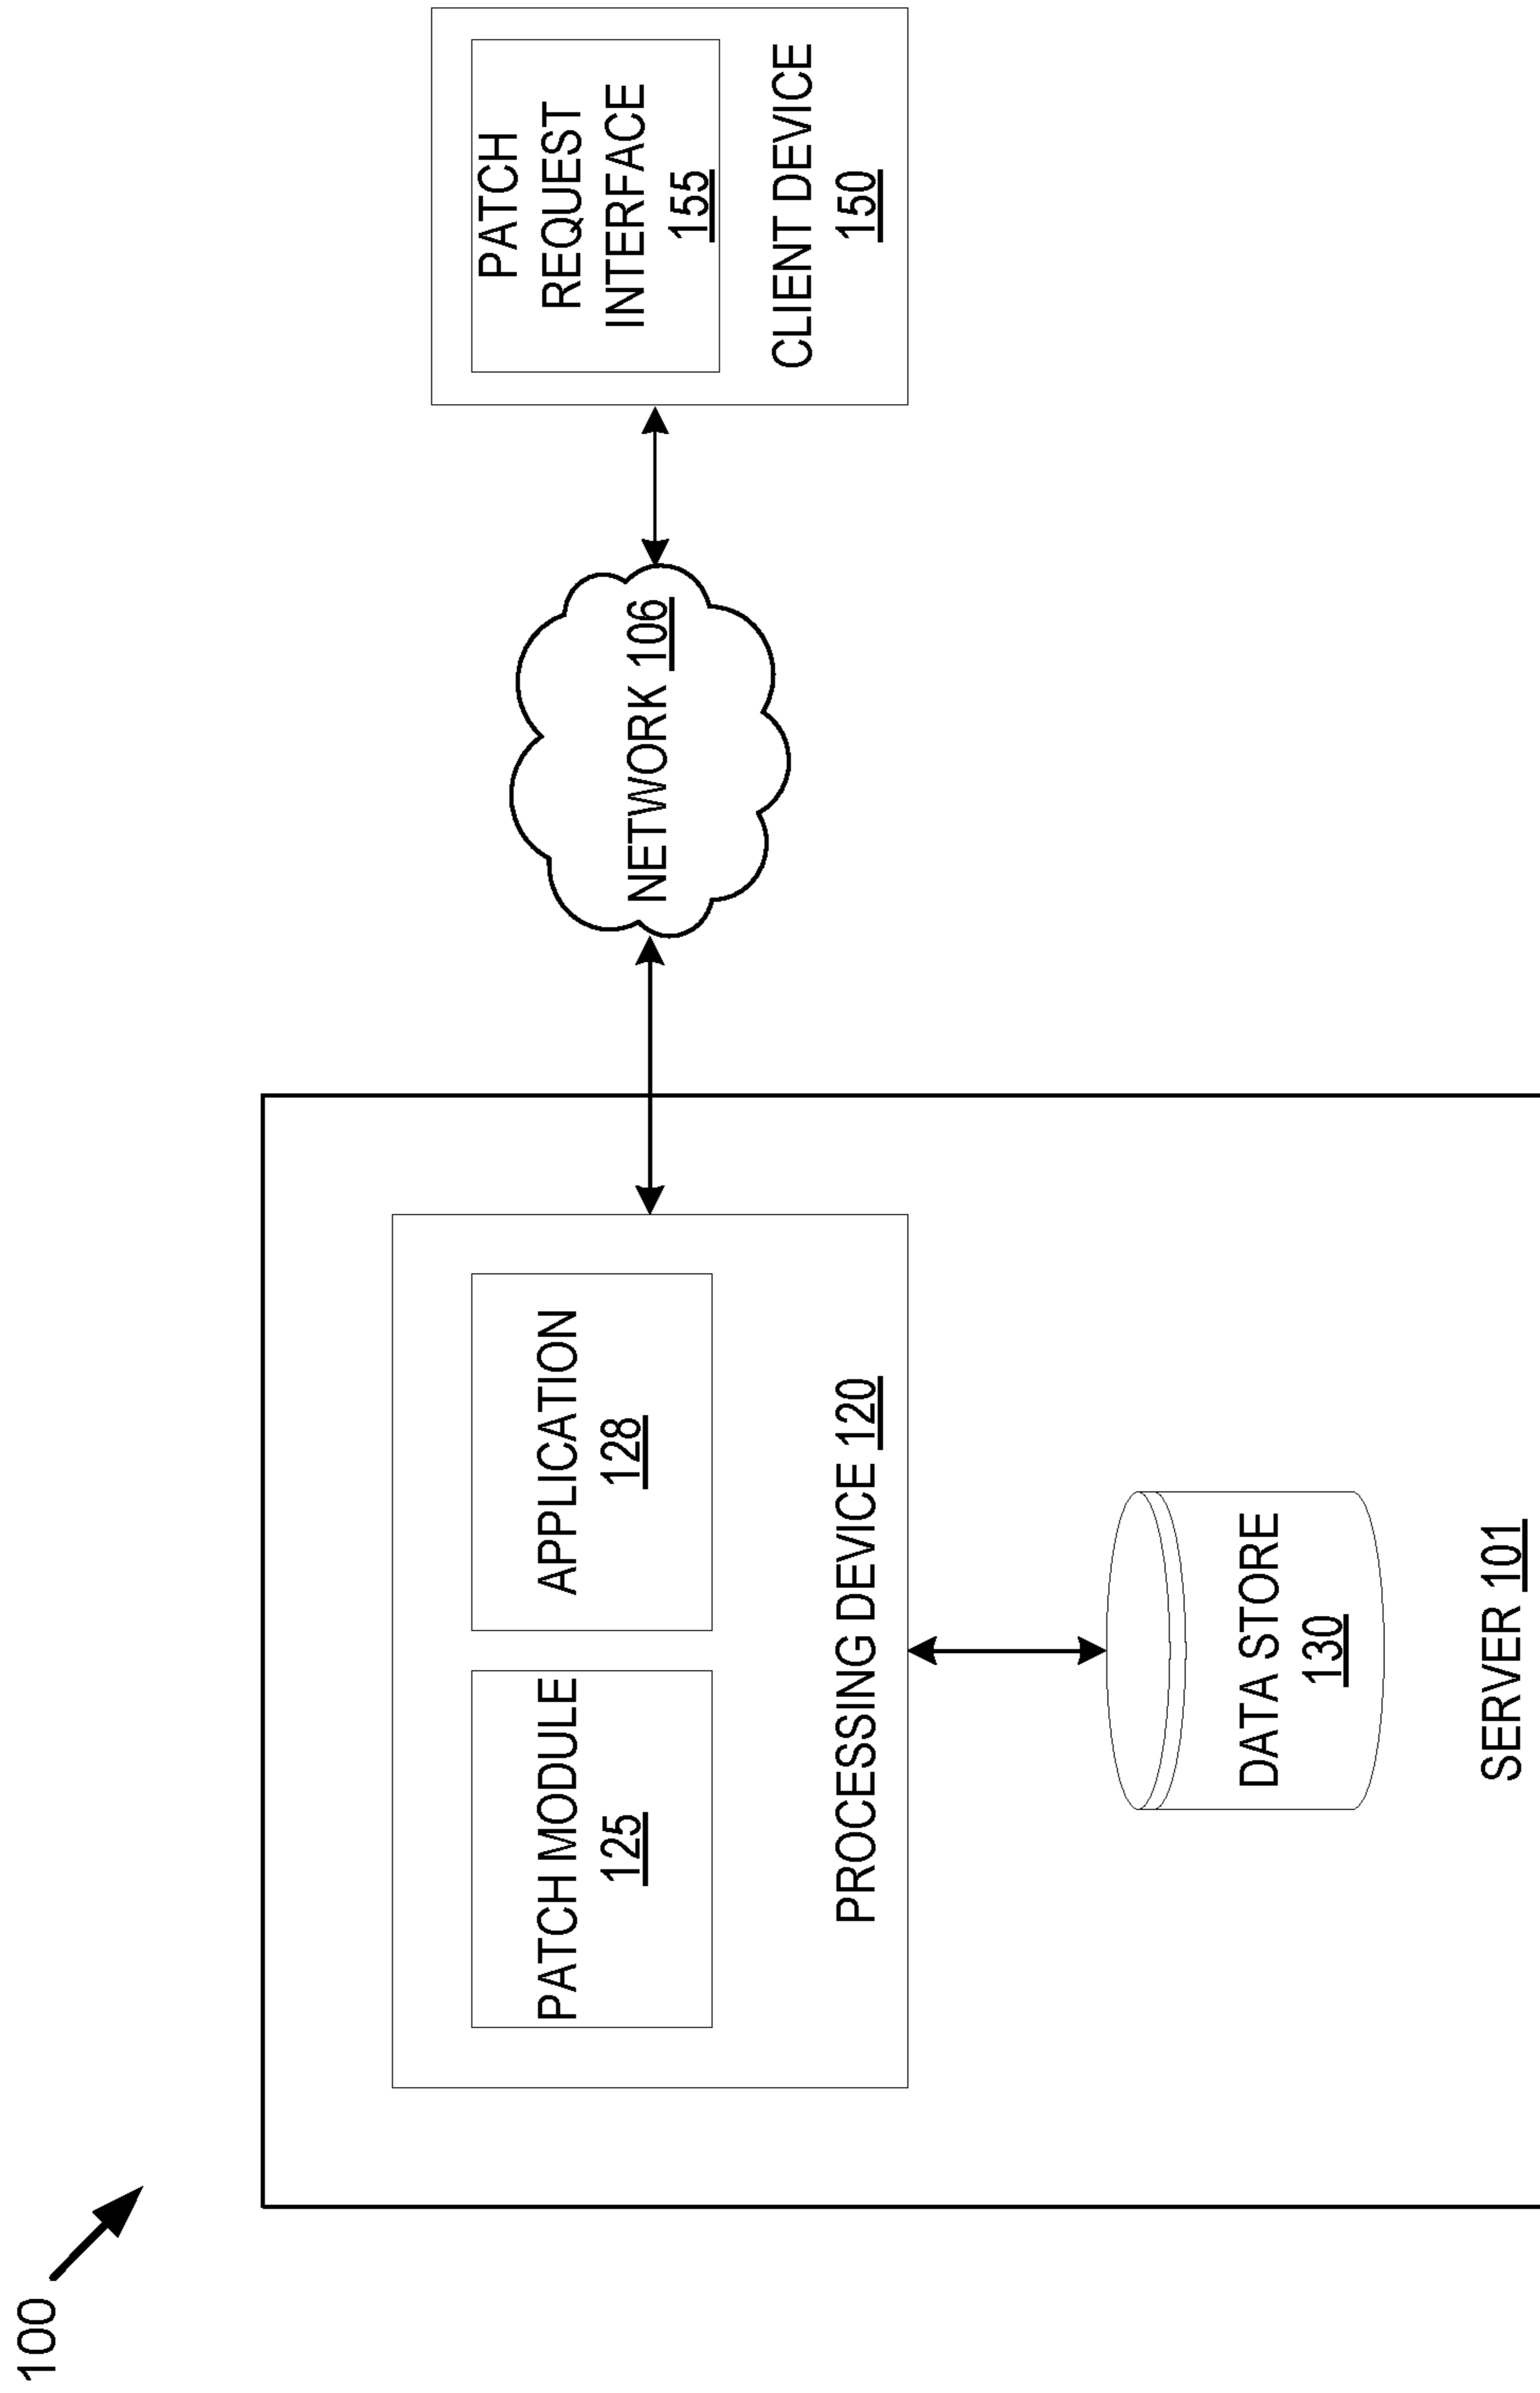 100
PATCH MODULE
125
APPLICATION
128
PROCESSING DEVICE 120
DATA STORE
130
SERVER 101
NETWORK 106
PATCH
REQUEST
INTERFACE
155
CLIENT DEVICE
150